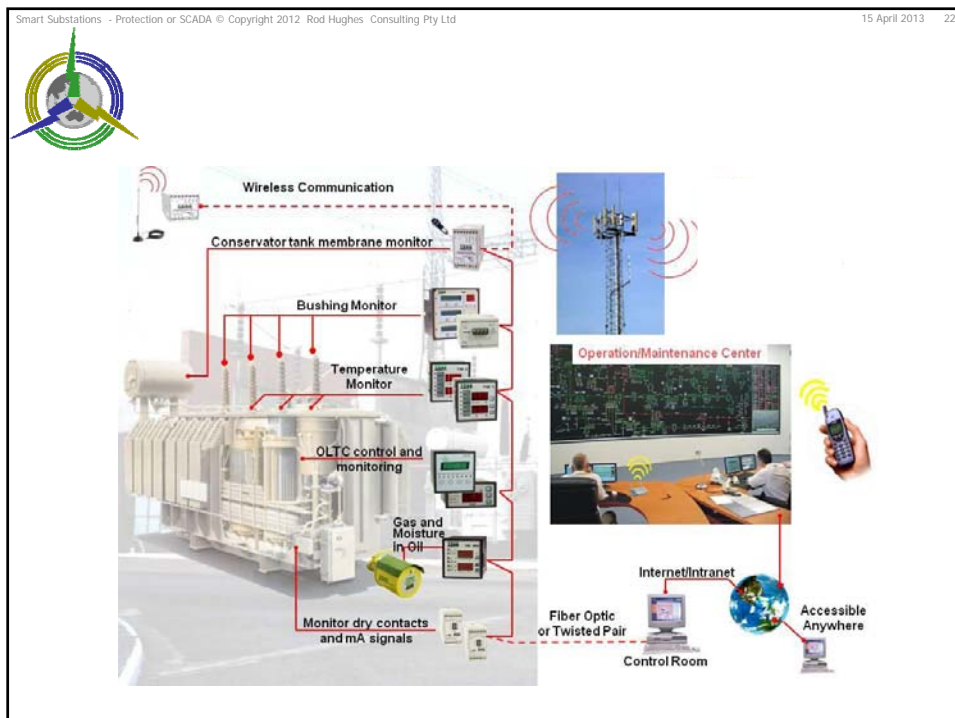 Smart Substations - Protection or SCADA © Copyright 2012 Rod Hughes Consulting Pty Ltd
15 April 2013 22
Wireless Communication
Conservator tank membrane monitor
Bushing Monitor
Temperature
Monitor
OLTC control and
monitoring
Gas and
Moisture
in Oil
Monitor dry contacts
and mA signals
Operation/Maintenance Center
Internet/Intranet
Fiber Optic
or Twisted Pair
Control Room
Accessible
Anywhere